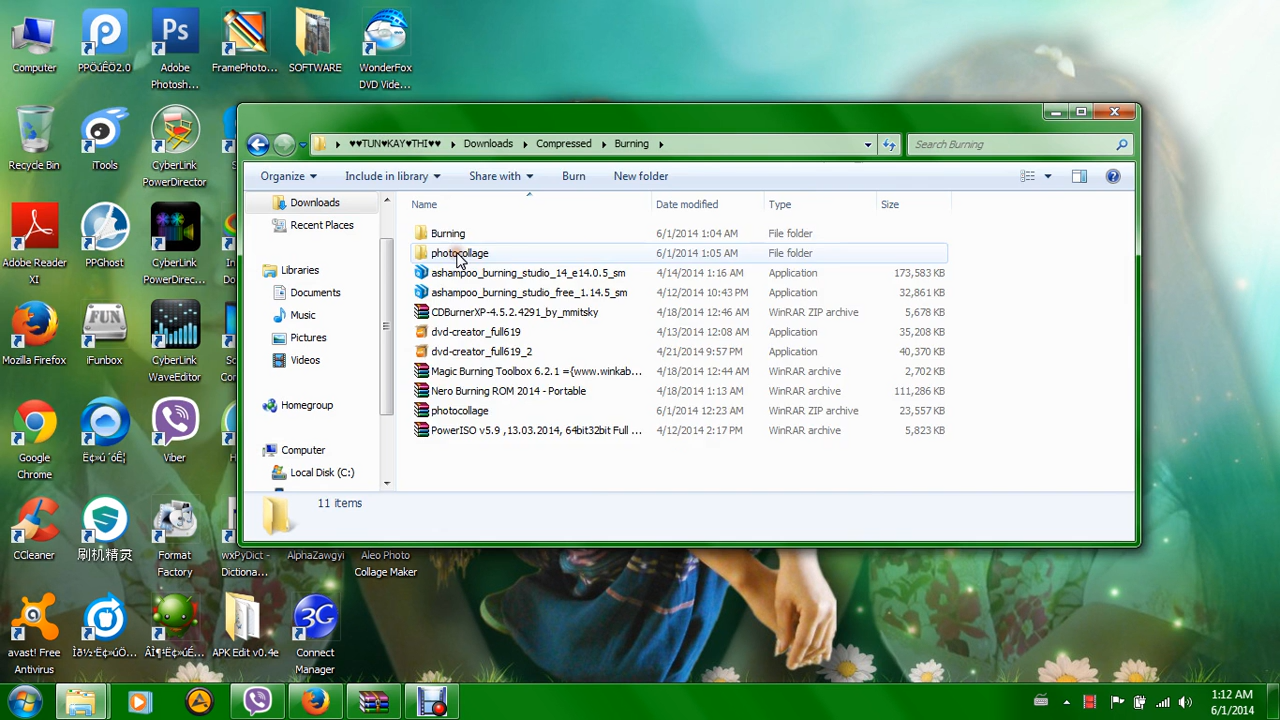 Computer
PPÖúÊÖ2.0
Adobe
Photosh...
FramePhoto...
SOFTWARE
WonderFox
DVD Vide...
Recycle Bin
iTools
CyberLink
PowerDirector
Adobe Reader
XI
PPGhost
CyberLink
PowerDirec...
Mozilla Firefox
iFunbox
CyberLink
WaveEditor
Google
Chrome
Viber
CCleaner
刷机精灵
Format
Factory
wxPyDict -
Dictiona...
AlphaZawgyi
Aleo Photo
Collage Maker
avast! Free
Antivirus
APK Edit v0.4e
Connect
Manager
♥♥TUN♥KAY♥THI♥♥
Downloads
Compressed
Burning
Search Burning
Organize
Include in library
Share with
Burn
New folder
Downloads
Recent Places
Libraries
Documents
Music
Pictures
Videos
Homegroup
Computer
Local Disk (C:)
Name Date modified Type Size
Burning 6/1/2014 1:04 AM File folder
photocollage 6/1/2014 1:05 AM File folder
ashampoo_burning_studio_14_e14.0.5_sm 4/14/2014 1:16 AM Application 173,583 KB
ashampoo_burning_studio_free_1.14.5_sm 4/12/2014 10:43 PM Application 32,861 KB
CDBurnerXP-4.5.2.4291_by_mmitsky 4/18/2014 12:46 AM WinRAR ZIP archive 5,678 KB
dvd-creator_full619 4/13/2014 12:08 AM Application 35,208 KB
dvd-creator_full619_2 4/21/2014 9:57 PM Application 40,370 KB
Magic Burning Toolbox 6.2.1 ={www.winkab... 4/18/2014 12:44 AM WinRAR archive 2,702 KB
Nero Burning ROM 2014 - Portable 4/18/2014 1:13 AM WinRAR archive 111,286 KB
photocollage 6/1/2014 12:23 AM WinRAR ZIP archive 23,557 KB
PowerISO v5.9 ,13.03.2014, 64bit32bit Full ... 4/12/2014 2:17 PM WinRAR archive 5,823 KB
11 items
1:12 AM
6/1/2014